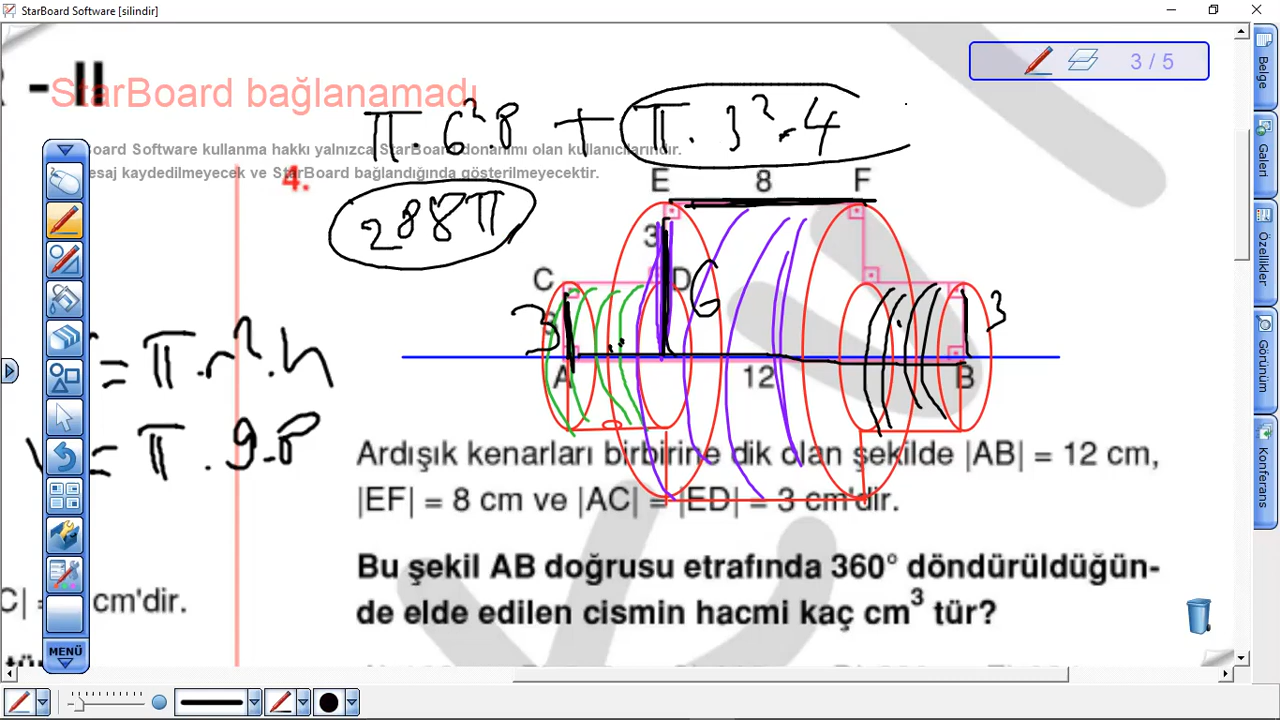 StarBoard Software [silindir]
3 / 5
- II
StarBoard bağlanamadı
π.6².8 + π.3².4
oard Software kullanma hakkı yalnızca StarBoard donanımı olan kullanıcılarındır.
esaj kaydedilmeyecek ve StarBoard bağlandığında gösterilmeyecektir.
4.
E 8 F
288π
3
C D 6
3 3
A 12 B
= π.r².h
V = π.9.8
Ardışık kenarları birbirine dik olan şekilde |AB| = 12 cm,
|EF| = 8 cm ve |AC| = |ED| = 3 cm'dir.
Bu şekil AB doğrusu etrafında 360° döndürüldüğün-
de elde edilen cismin hacmi kaç cm³ tür?
C| = cm'dir.
MENÜ
Belge
Galeri
Özellikler
Görünüm
Konferans